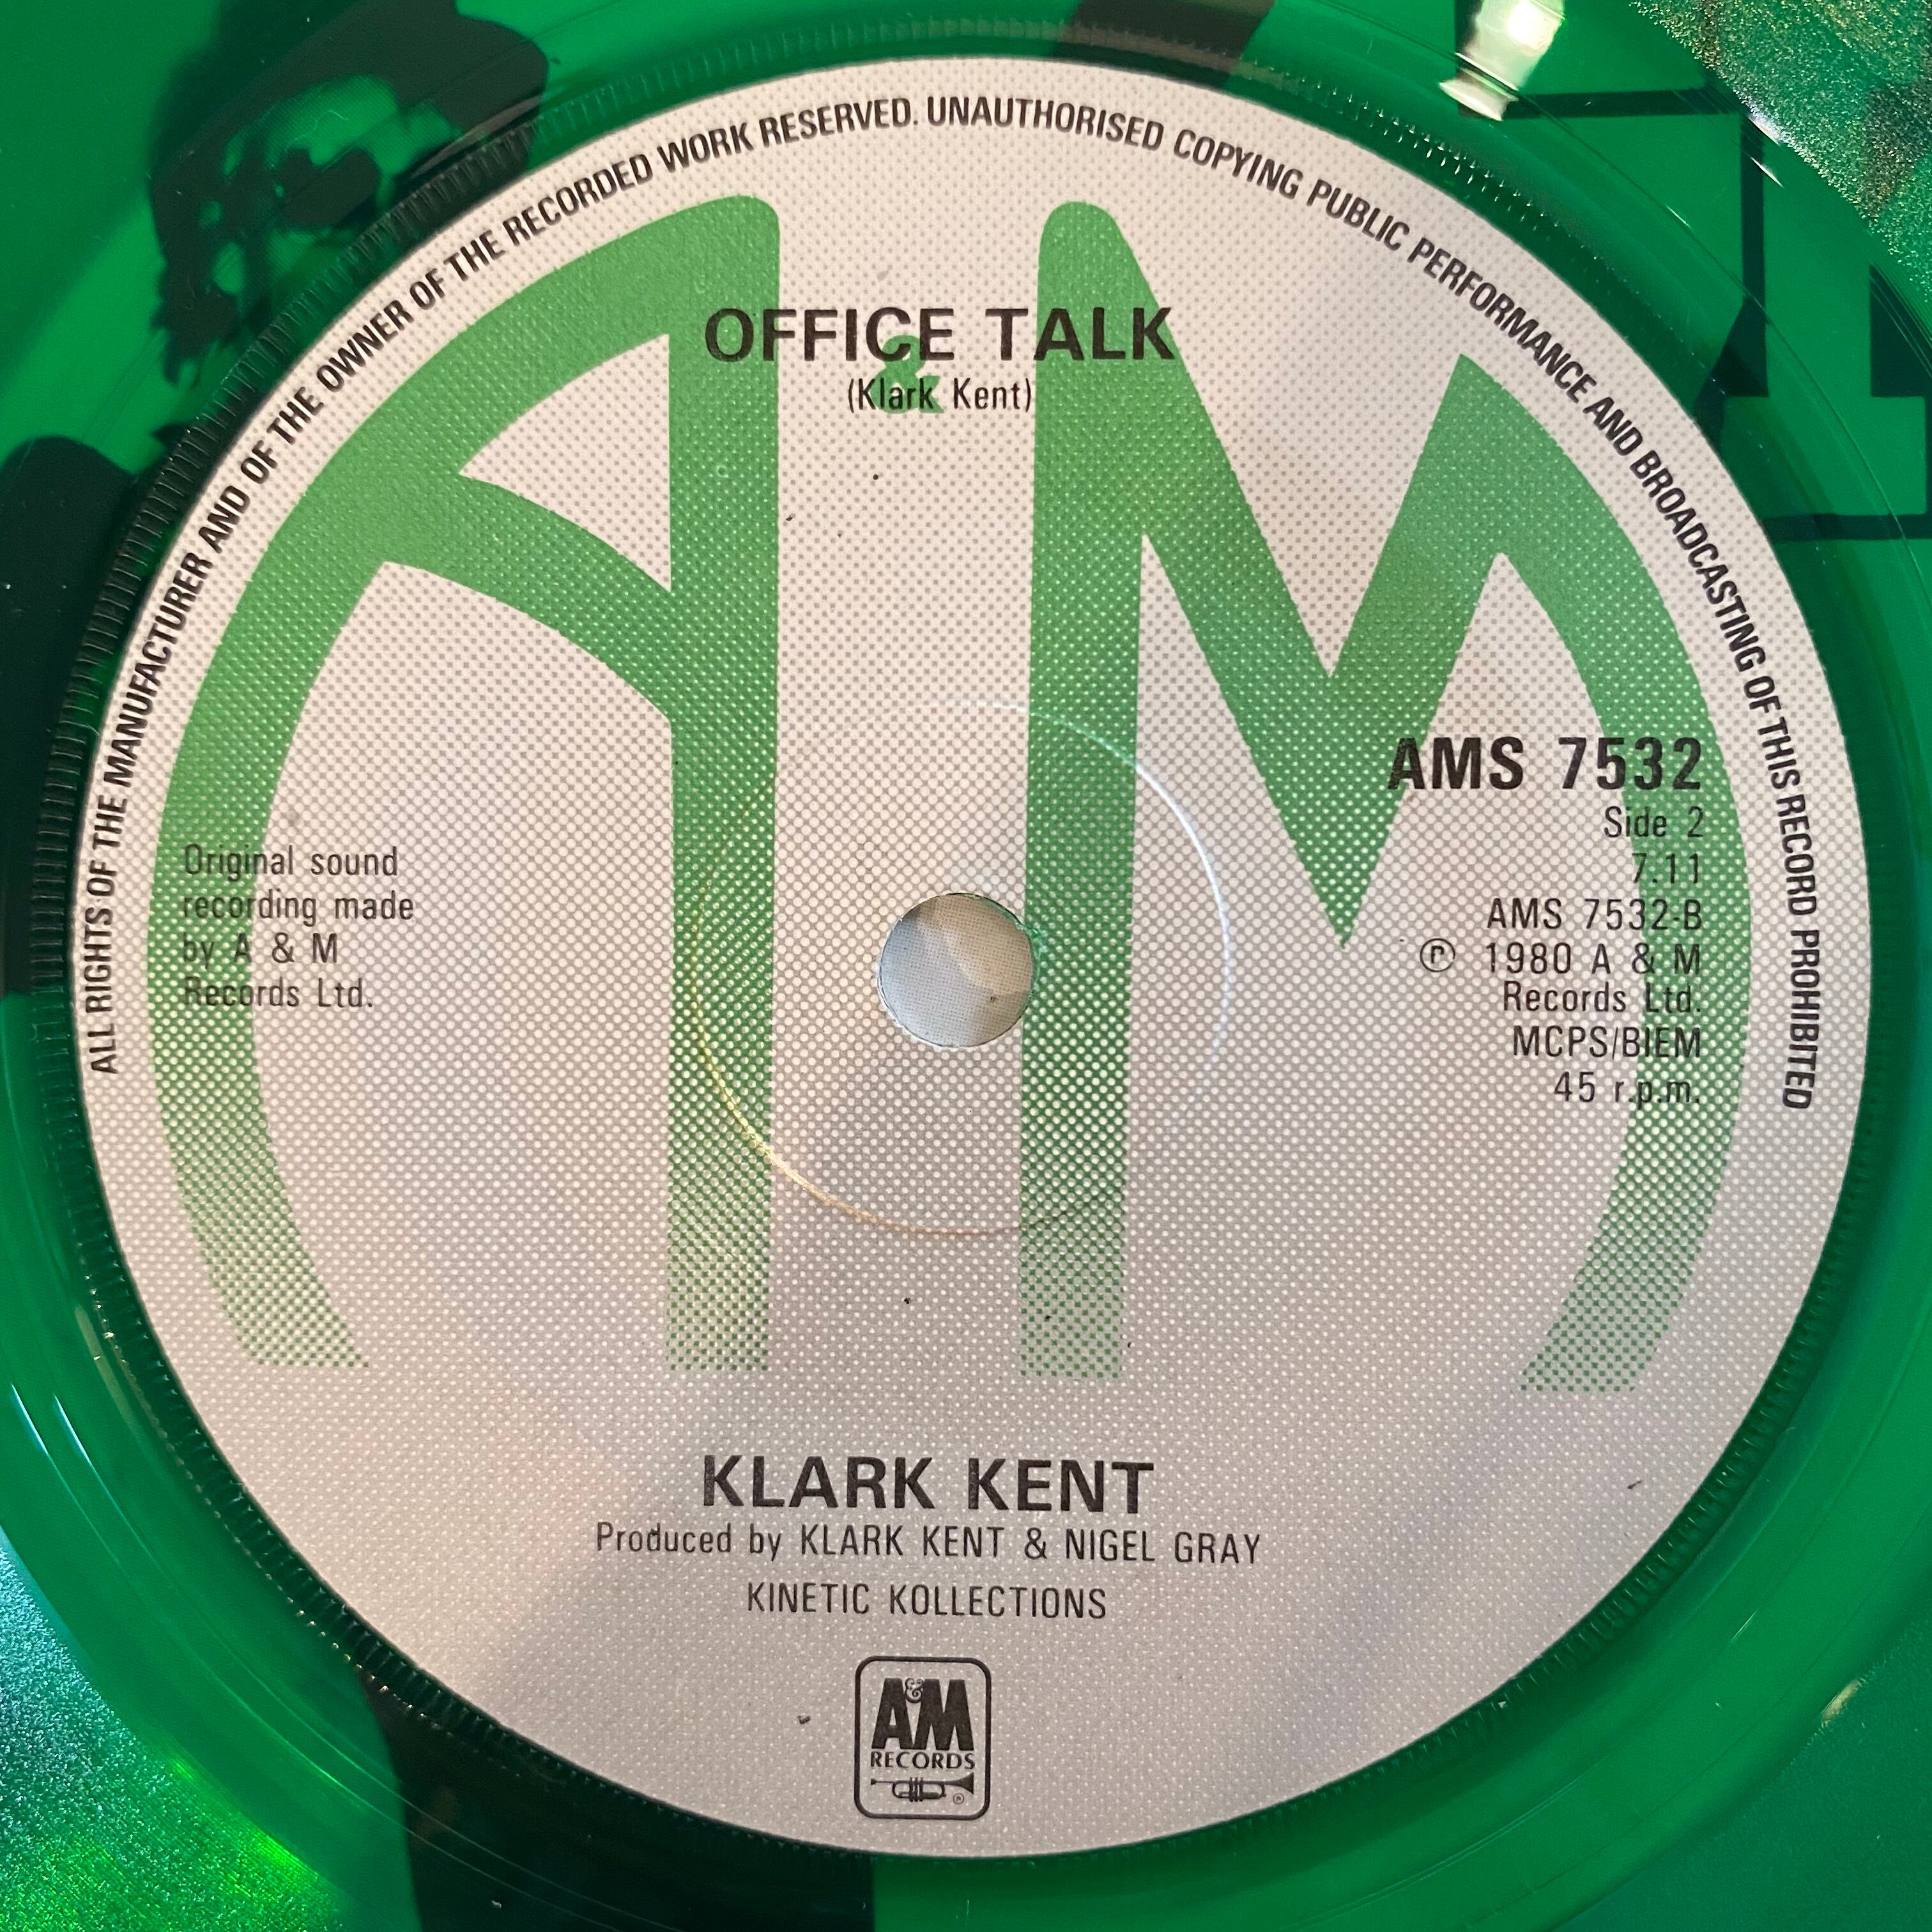 ALL RIGHTS OF THE MANUFACTURER AND OF THE OWNER OF THE RECORDED WORK RESERVED. UNAUTHORISED COPYING PUBLIC PERFORMANCE AND BROADCASTING OF THIS RECORD PROHIBITED
A & M
OFFICE TALK
(Klark Kent)
Original sound
recording made
by A & M
Records Ltd.
AMS 7532
Side 2
7.11
AMS 7532-B
℗ 1980 A & M
Records Ltd.
MCPS/BIEM
45 r.p.m.
KLARK KENT
Produced by KLARK KENT & NIGEL GRAY
KINETIC KOLLECTIONS
A&M
RECORDS
®